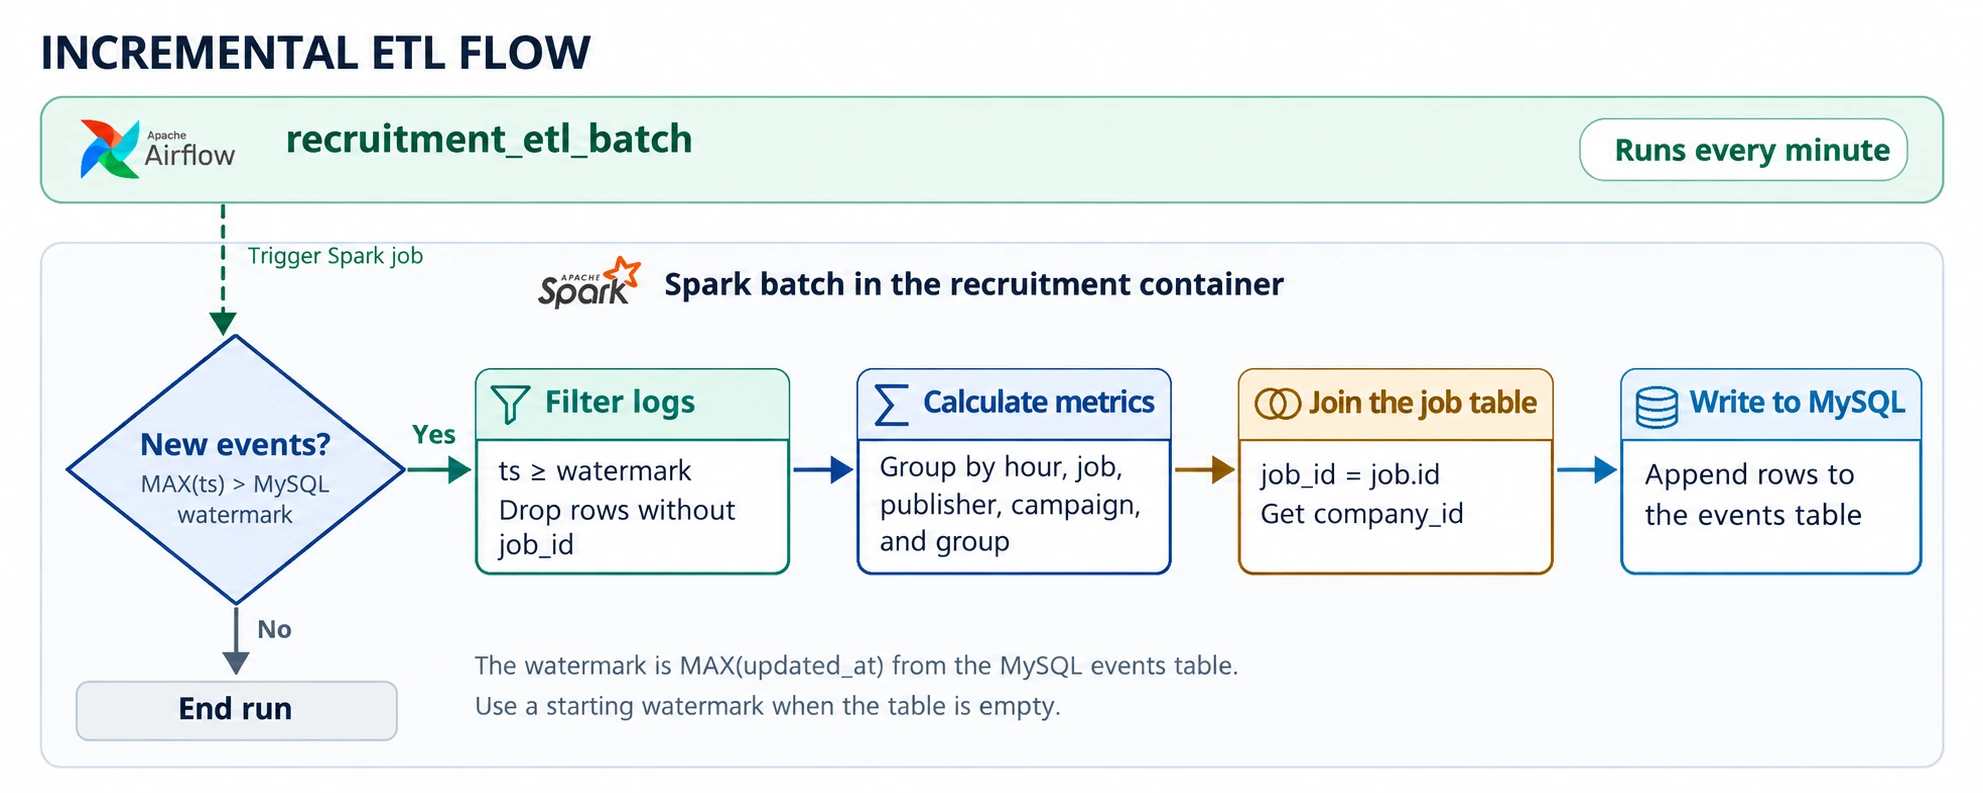 INCREMENTAL ETL FLOW
Apache
Airflow
recruitment_etl_batch
Runs every minute
Trigger Spark job
APACHE
Spark
Spark batch in the recruitment container
New events?
MAX(ts) > MySQL
watermark
Yes
Filter logs
ts ≥ watermark
Drop rows without
job_id
Calculate metrics
Group by hour, job,
publisher, campaign,
and group
Join the job table
job_id = job.id
Get company_id
Write to MySQL
Append rows to
the events table
No
End run
The watermark is MAX(updated_at) from the MySQL events table.
Use a starting watermark when the table is empty.